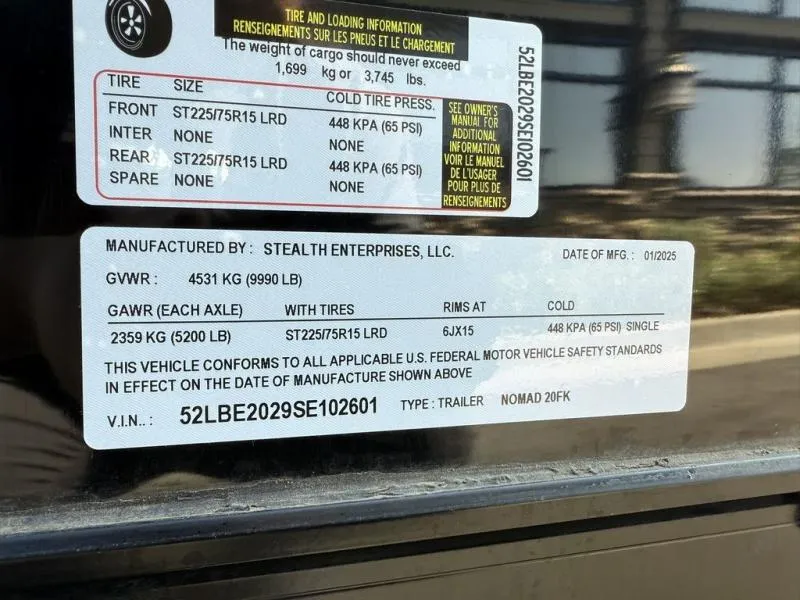 TIRE AND LOADING INFORMATION
RENSEIGNEMENTS SUR LES PNEUS ET LE CHARGEMENT
The weight of cargo should never exceed
1,699 kg or 3,745 lbs.
TIRE SIZE COLD TIRE PRESS.
FRONT ST225/75R15 LRD 448 KPA (65 PSI)
INTER NONE NONE
REAR ST225/75R15 LRD 448 KPA (65 PSI)
SPARE NONE NONE
SEE OWNER'S
MANUAL FOR
ADDITIONAL
INFORMATION
VOIR LE MANUEL
DE L'USAGER
POUR PLUS DE
RENSEIGNEMENTS
52LBE2029SE102601
MANUFACTURED BY: STEALTH ENTERPRISES, LLC. DATE OF MFG. : 01/2025
GVWR : 4531 KG (9990 LB)
GAWR (EACH AXLE) WITH TIRES RIMS AT COLD
2359 KG (5200 LB) ST225/75R15 LRD 6JX15 448 KPA (65 PSI) SINGLE
THIS VEHICLE CONFORMS TO ALL APPLICABLE U.S. FEDERAL MOTOR VEHICLE SAFETY STANDARDS
IN EFFECT ON THE DATE OF MANUFACTURE SHOWN ABOVE
V.I.N.. : 52LBE2029SE102601 TYPE : TRAILER NOMAD 20FK